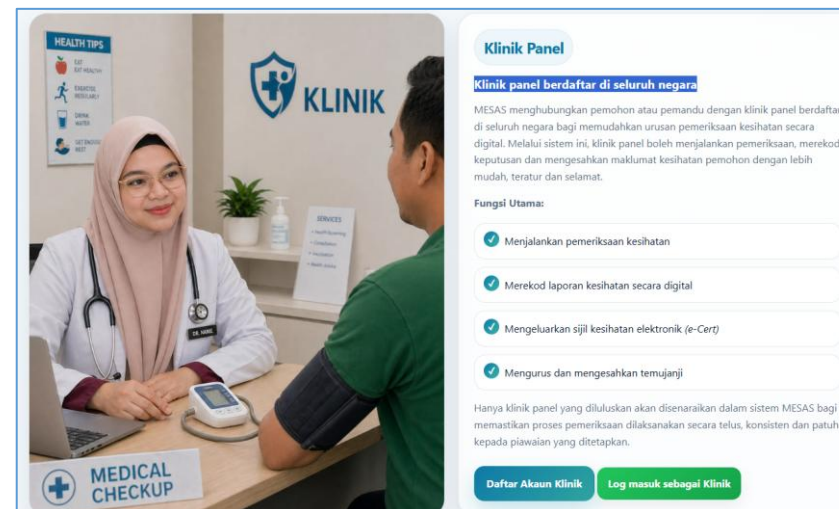 HEALTH TIPS
EAT
EAT HEALTHY
EXERCISE
REGULARLY
DRINK
WATER
GET ENOUGH
REST
KLINIK
SERVICES
DR.
MEDICAL
CHECKUP
Klinik Panel
Klinik panel berdaftar di seluruh negara
MESAS menghubungkan pemohon atau pemandu dengan klinik panel berdaftar
di seluruh negara bagi memudahkan urusan pemeriksaan kesihatan secara
digital. Melalui sistem ini, klinik panel boleh menjalankan pemeriksaan, merekod
keputusan dan mengesahkan maklumat kesihatan pemohon dengan lebih
mudah, teratur dan selamat.
Fungsi Utama:
Menjalankan pemeriksaan kesihatan
Merekod laporan kesihatan secara digital
Mengeluarkan sijil kesihatan elektronik (e-Cert)
Mengurus dan mengesahkan temujanji
Hanya klinik panel yang diluluskan akan disenaraikan dalam sistem MESAS bagi
memastikan proses pemeriksaan dilaksanakan secara telus, konsisten dan patuh
kepada piawaian yang ditetapkan.
Daftar Akaun Klinik
Log masuk sebagai Klinik